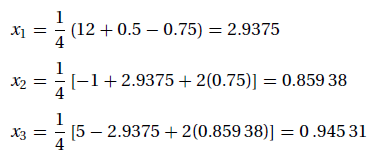 x₁ = 1/4 (12 + 0.5 − 0.75) = 2.9375
x₂ = 1/4 [−1 + 2.9375 + 2(0.75)] = 0.859 38
x₃ = 1/4 [5 − 2.9375 + 2(0.859 38)] = 0 .945 31